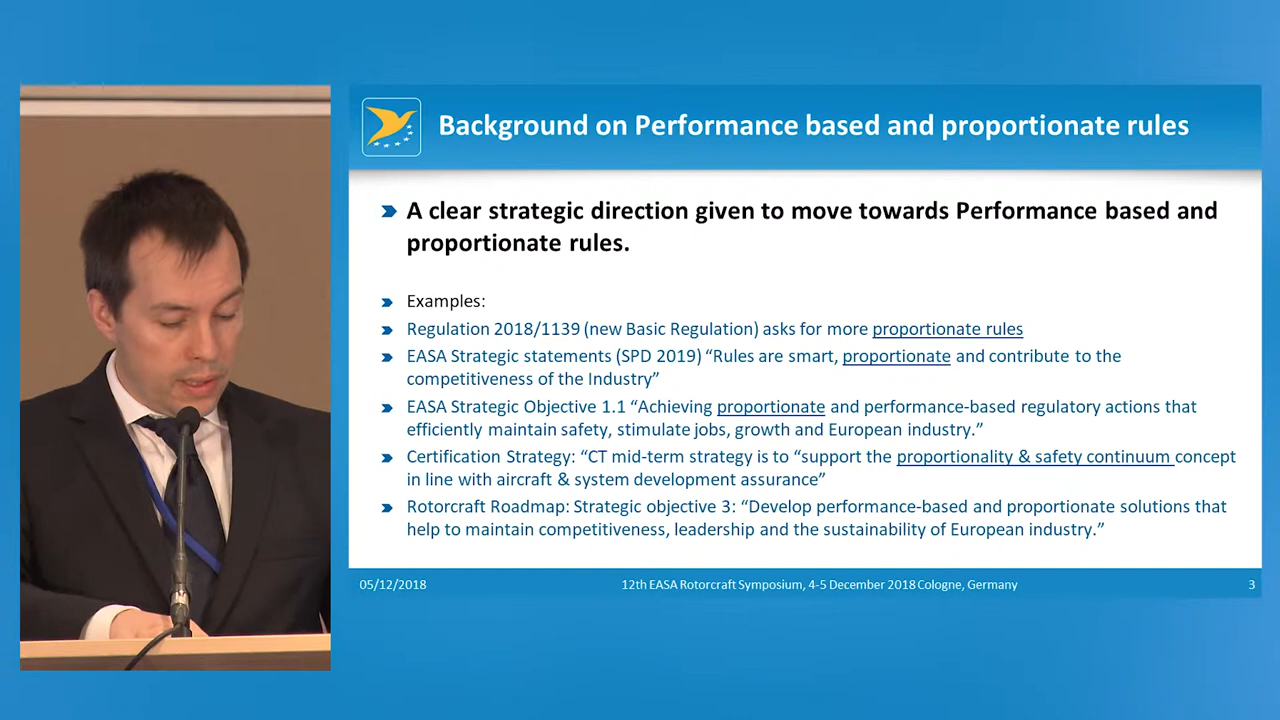 Background on Performance based and proportionate rules
A clear strategic direction given to move towards Performance based and
proportionate rules.
Examples:
Regulation 2018/1139 (new Basic Regulation) asks for more proportionate rules
EASA Strategic statements (SPD 2019) “Rules are smart, proportionate and contribute to the
competitiveness of the Industry”
EASA Strategic Objective 1.1 “Achieving proportionate and performance-based regulatory actions that
efficiently maintain safety, stimulate jobs, growth and European industry.”
Certification Strategy: “CT mid-term strategy is to “support the proportionality & safety continuum concept
in line with aircraft & system development assurance”
Rotorcraft Roadmap: Strategic objective 3: “Develop performance-based and proportionate solutions that
help to maintain competitiveness, leadership and the sustainability of European industry.”
05/12/2018
12th EASA Rotorcraft Symposium, 4-5 December 2018 Cologne, Germany
3